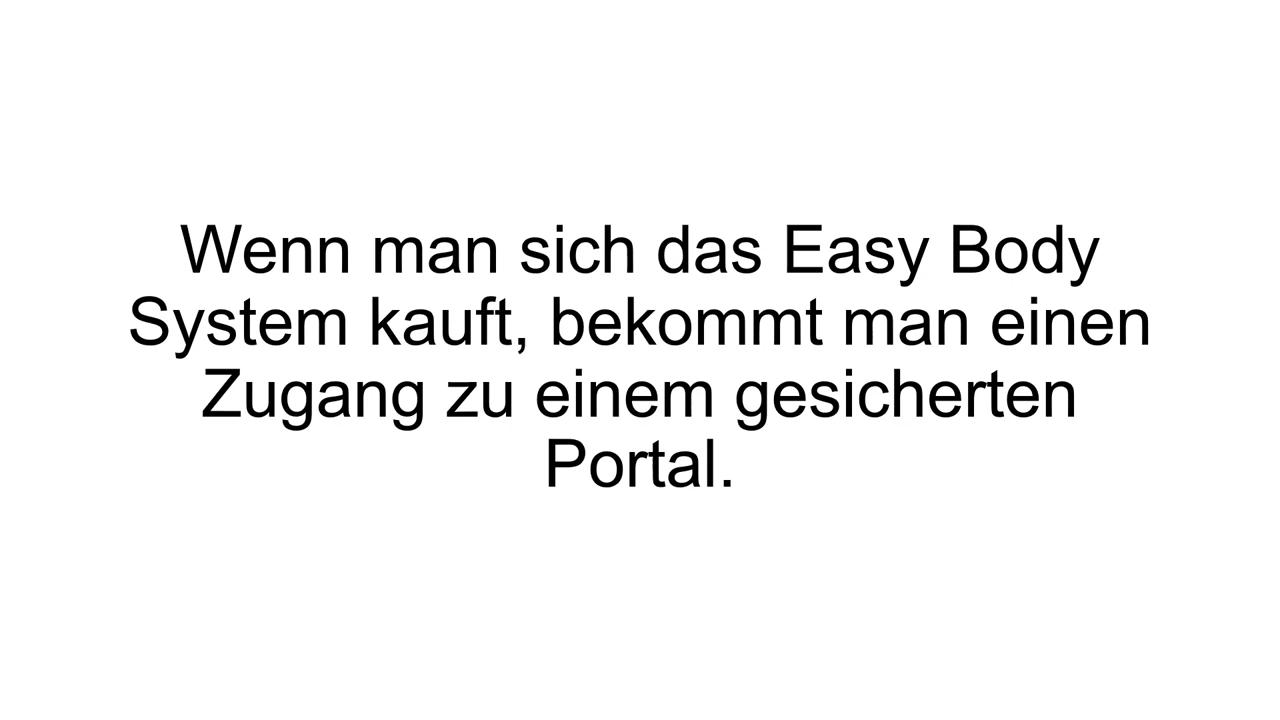 Wenn man sich das Easy Body
System kauft, bekommt man einen
Zugang zu einem gesicherten
Portal.